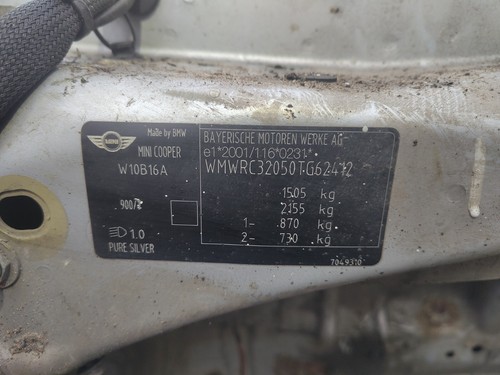 Made by BMW
MINI COOPER
W10B16A
900/
1.0
PURE SILVER
BAYERISCHE MOTOREN WERKE AG
e1*2001/116*0231*
WMWRC32050TG62412
1505 kg
2155 kg
1- 870 kg
2- 730 kg
7049310